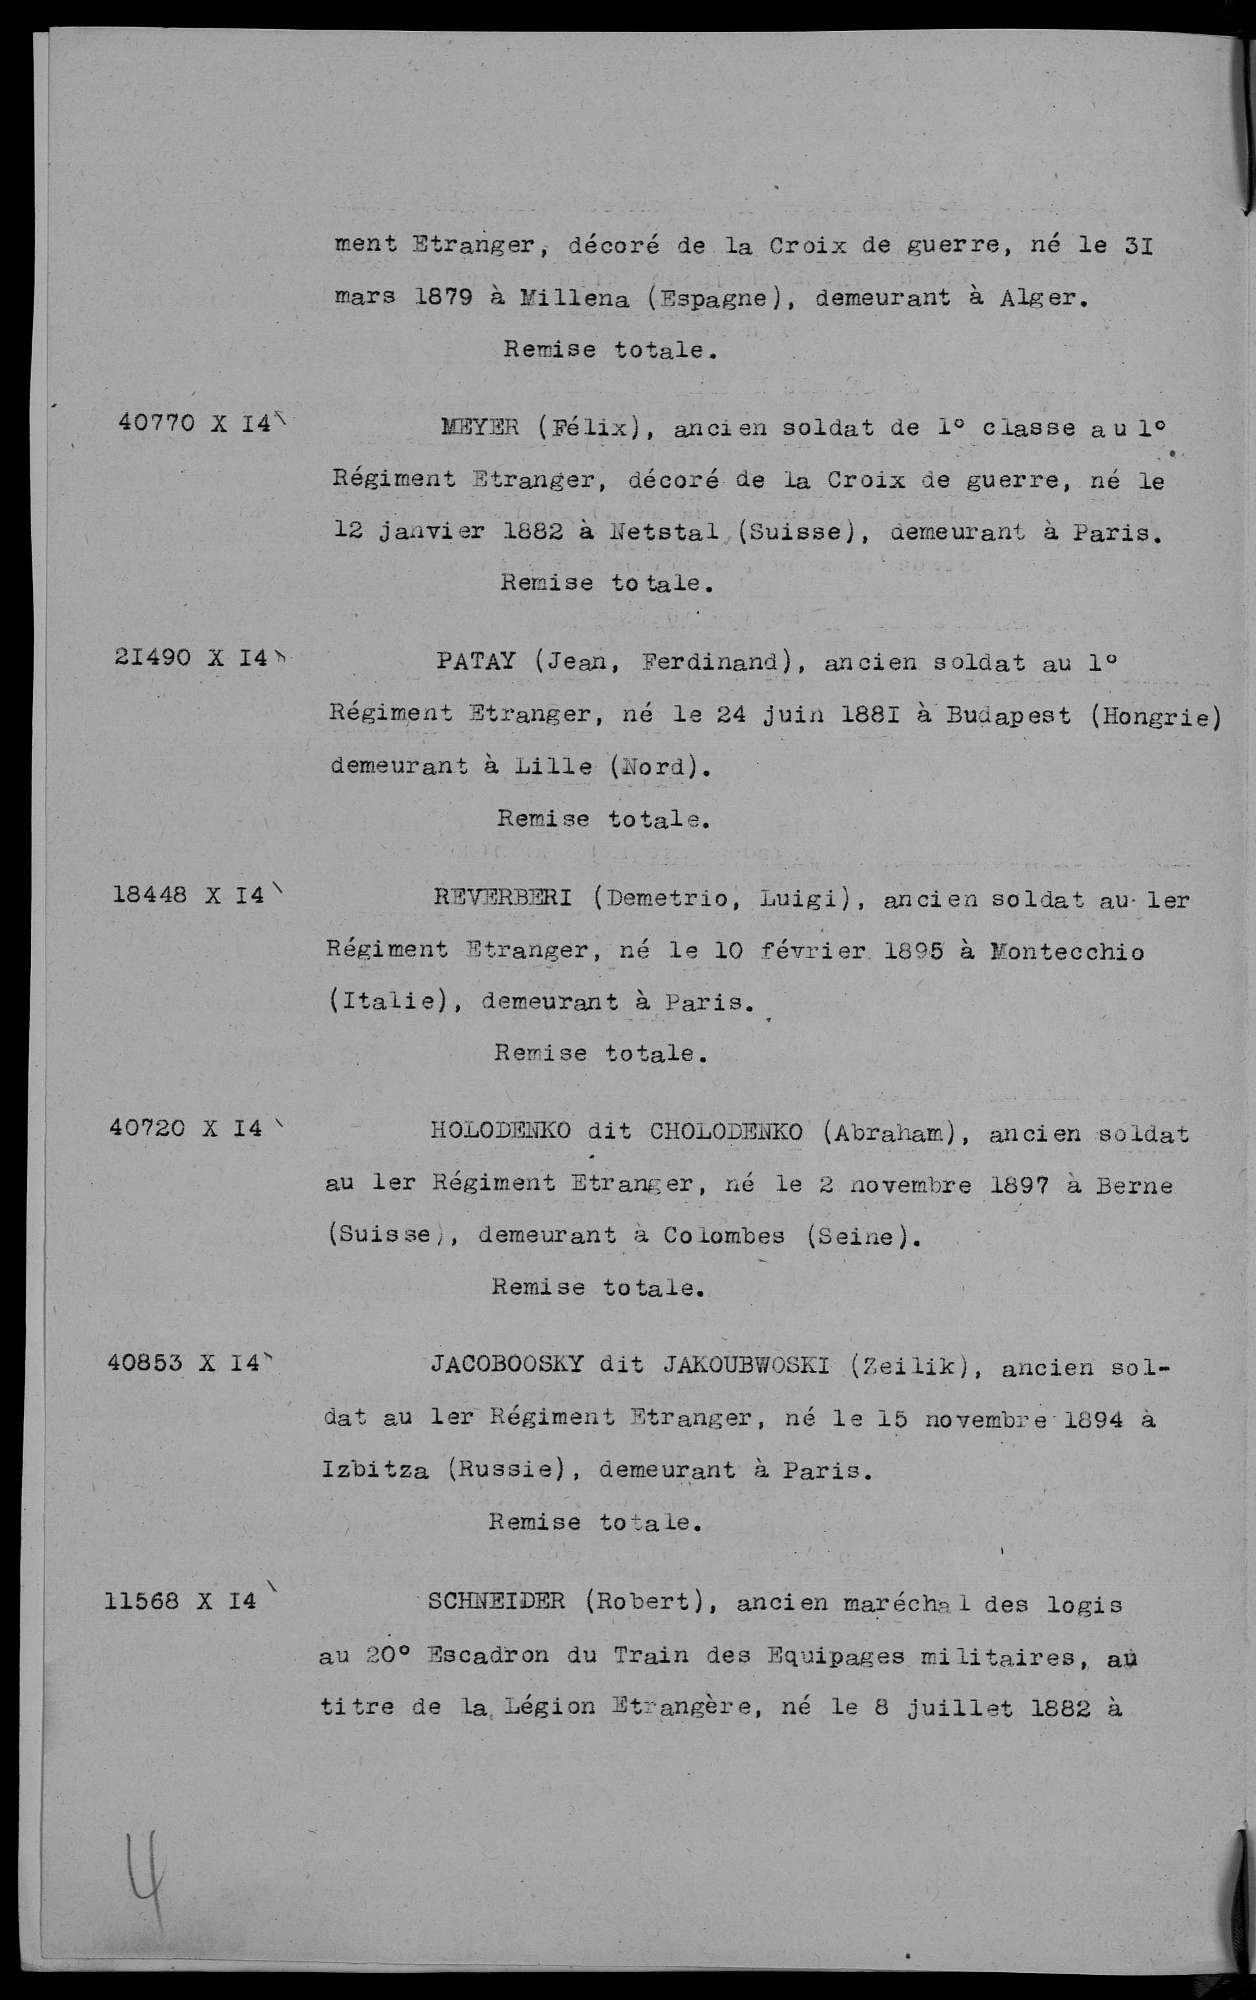 ment Etranger, décoré de la Croix de guerre, né le 3I
mars 1879 à Millena (Espagne), demeurant à Alger.
Remise totale.
40770 X I4 MEYER (Félix), ancien soldat de 1° classe au 1°
Régiment Etranger, décoré de la Croix de guerre, né le
12 janvier 1882 à Netstal (Suisse), demeurant à Paris.
Remise totale.
2I490 X I4 PATAY (Jean, Ferdinand), ancien soldat au 1°
Régiment Etranger, né le 24 juin 188I à Budapest (Hongrie)
demeurant à Lille (Nord).
Remise totale.
18448 X I4 REVERBERI (Demetrio, Luigi), ancien soldat au 1er
Régiment Etranger, né le 10 février 1895 à Montecchio
(Italie), demeurant à Paris.
Remise totale.
40720 X I4 HOLODENKO dit CHOLODENKO (Abraham), ancien soldat
au 1er Régiment Etranger, né le 2 novembre 1897 à Berne
(Suisse), demeurant à Colombes (Seine).
Remise totale.
40853 X I4 JACOBOOSKY dit JAKOUBWOSKI (Zeilik), ancien sol-
dat au 1er Régiment Etranger, né le 15 novembre 1894 à
Izbitza (Russie), demeurant à Paris.
Remise totale.
11568 X I4 SCHNEIDER (Robert), ancien maréchal des logis
au 20° Escadron du Train des Equipages militaires, au
titre de la Légion Etrangère, né le 8 juillet 1882 à
4